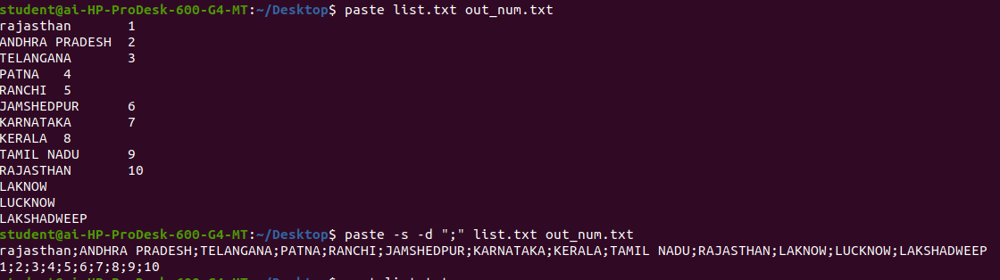 student@ai-HP-ProDesk-600-G4-MT:~/Desktop$ paste list.txt out_num.txt
rajasthan	1
ANDHRA PRADESH	2
TELANGANA	3
PATNA	4
RANCHI	5
JAMSHEDPUR	6
KARNATAKA	7
KERALA	8
TAMIL NADU	9
RAJASTHAN	10
LAKNOW
LUCKNOW
LAKSHADWEEP
student@ai-HP-ProDesk-600-G4-MT:~/Desktop$ paste -s -d ";" list.txt out_num.txt
rajasthan;ANDHRA PRADESH;TELANGANA;PATNA;RANCHI;JAMSHEDPUR;KARNATAKA;KERALA;TAMIL NADU;RAJASTHAN;LAKNOW;LUCKNOW;LAKSHADWEEP
1;2;3;4;5;6;7;8;9;10